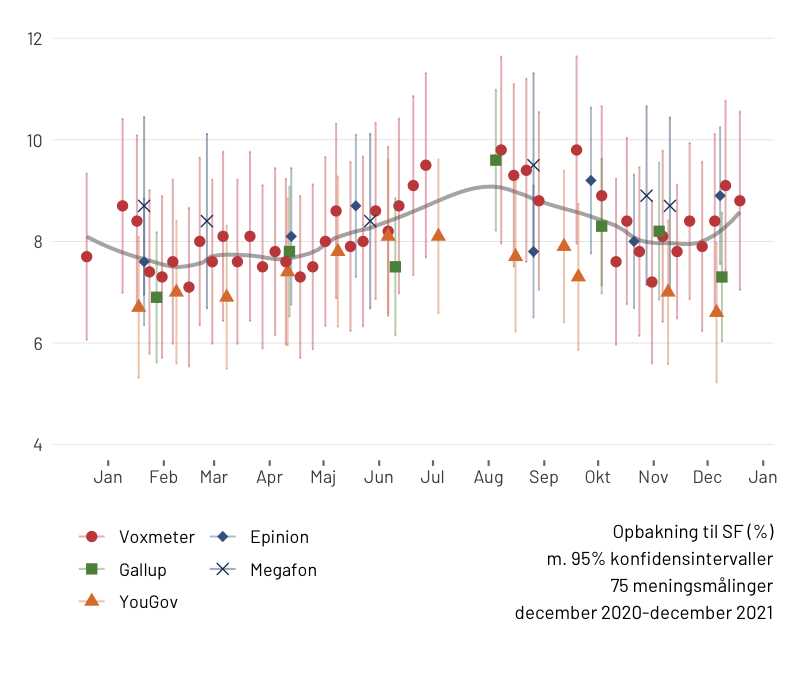 12
10
8
6
4
Jan Feb Mar Apr Maj Jun Jul Aug Sep Okt Nov Dec Jan
Voxmeter Epinion
Gallup Megafon
YouGov
Opbakning til SF (%)
m. 95% konfidensintervaller
75 meningsmålinger
december 2020-december 2021